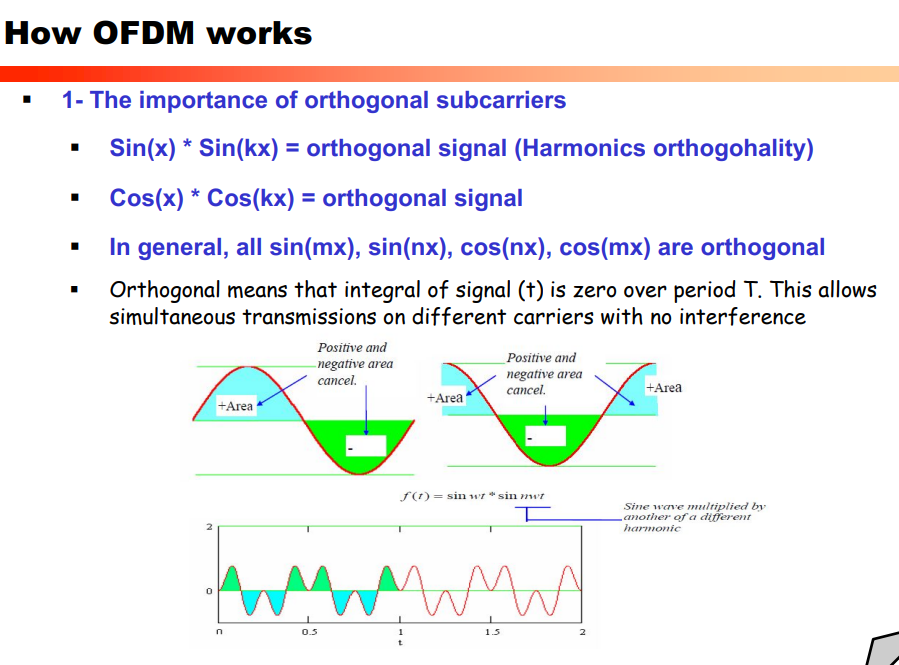 How OFDM works
1- The importance of orthogonal subcarriers
Sin(x) * Sin(kx) = orthogonal signal (Harmonics orthogohality)
Cos(x) * Cos(kx) = orthogonal signal
In general, all sin(mx), sin(nx), cos(nx), cos(mx) are orthogonal
Orthogonal means that integral of signal (t) is zero over period T. This allows
simultaneous transmissions on different carriers with no interference
Positive and
negative area
cancel.
+Area
-
Positive and
negative area
cancel.
+Area
+Area
-
f(t) = sin wt * sin nwt
Sine wave multiplied by
another of a different
harmonic
2
0
0 0.5 1 1.5 2
t